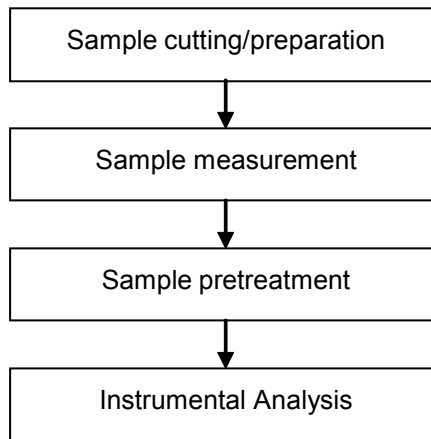 Sample cutting/preparation
Sample measurement
Sample pretreatment
Instrumental Analysis